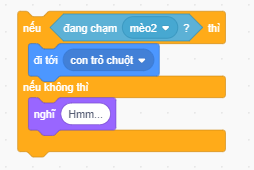 nếu đang chạm mèo2 ? thì
đi tới con trỏ chuột
nếu không thì
nghĩ Hmm...